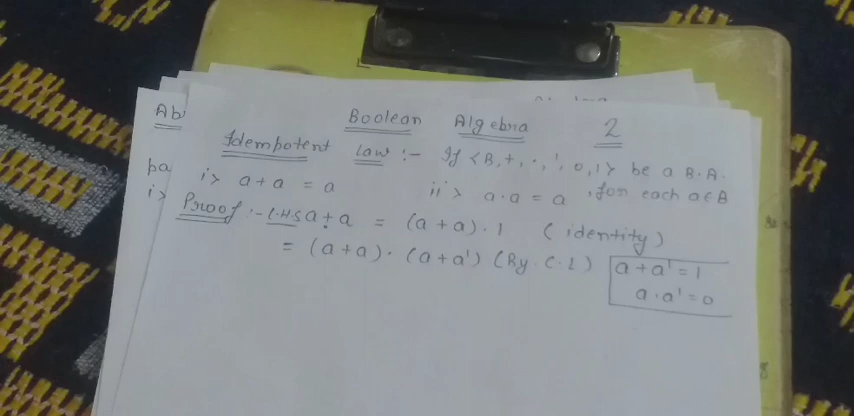 Boolean Algebra 2
Idempotent law :- If <B, +, ·, ', 0, 1> be a B.A.
i> a + a = a ii> a · a = a , for each a ∈ B
Proof :- L.H.S a + a = (a + a) · 1 (identity)
= (a + a) · (a + a') (By C.L)
a + a' = 1
a · a' = 0
Ab
pa
i>